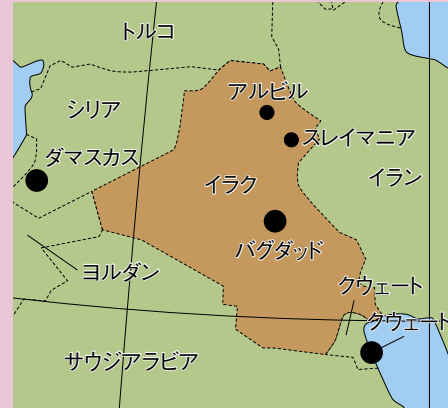 トルコ
アルビル
シリア
スレイマニア
ダマスカス
イラン
イラク
バグダッド
ヨルダン
クウェート
クウェート
サウジアラビア